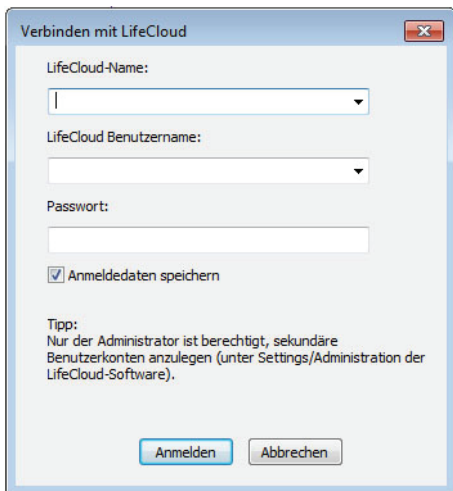 Verbinden mit LifeCloud
LifeCloud-Name:
LifeCloud Benutzername:
Passwort:
Anmeldedaten speichern
Tipp:
Nur der Administrator ist berechtigt, sekundäre
Benutzerkonten anzulegen (unter Settings/Administration der
LifeCloud-Software).
Anmelden
Abbrechen